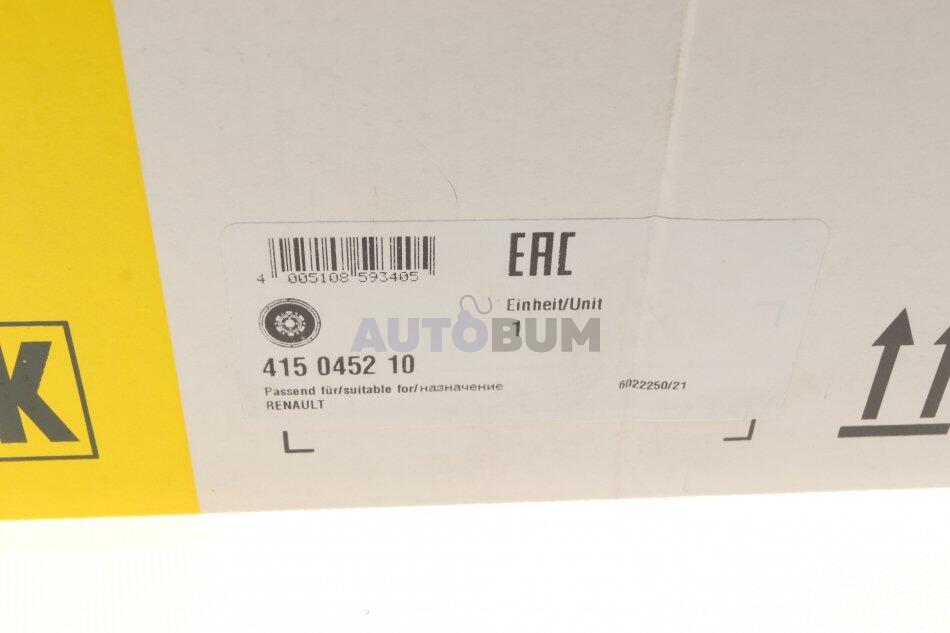 EAC
4 005108 593405
Einheit/Unit
1
AUTOBUM
415 0452 10
Passend für/suitable for/назначение
6022250/21
RENAULT
K